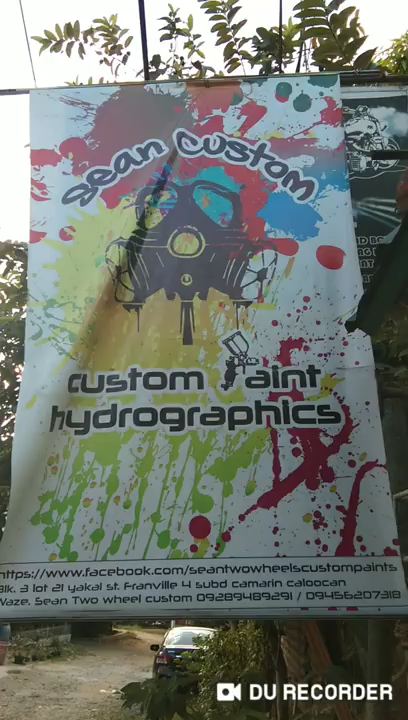 sean custom
custom paint
hydrographics
https://www.facebook.com/seantwowheelscustompaints
Blk. 3 lot 21 yakal st. Franville 4 subd camarin caloocan
Waze. Sean Two wheel custom 09289489291 / 09456207318
DU RECORDER